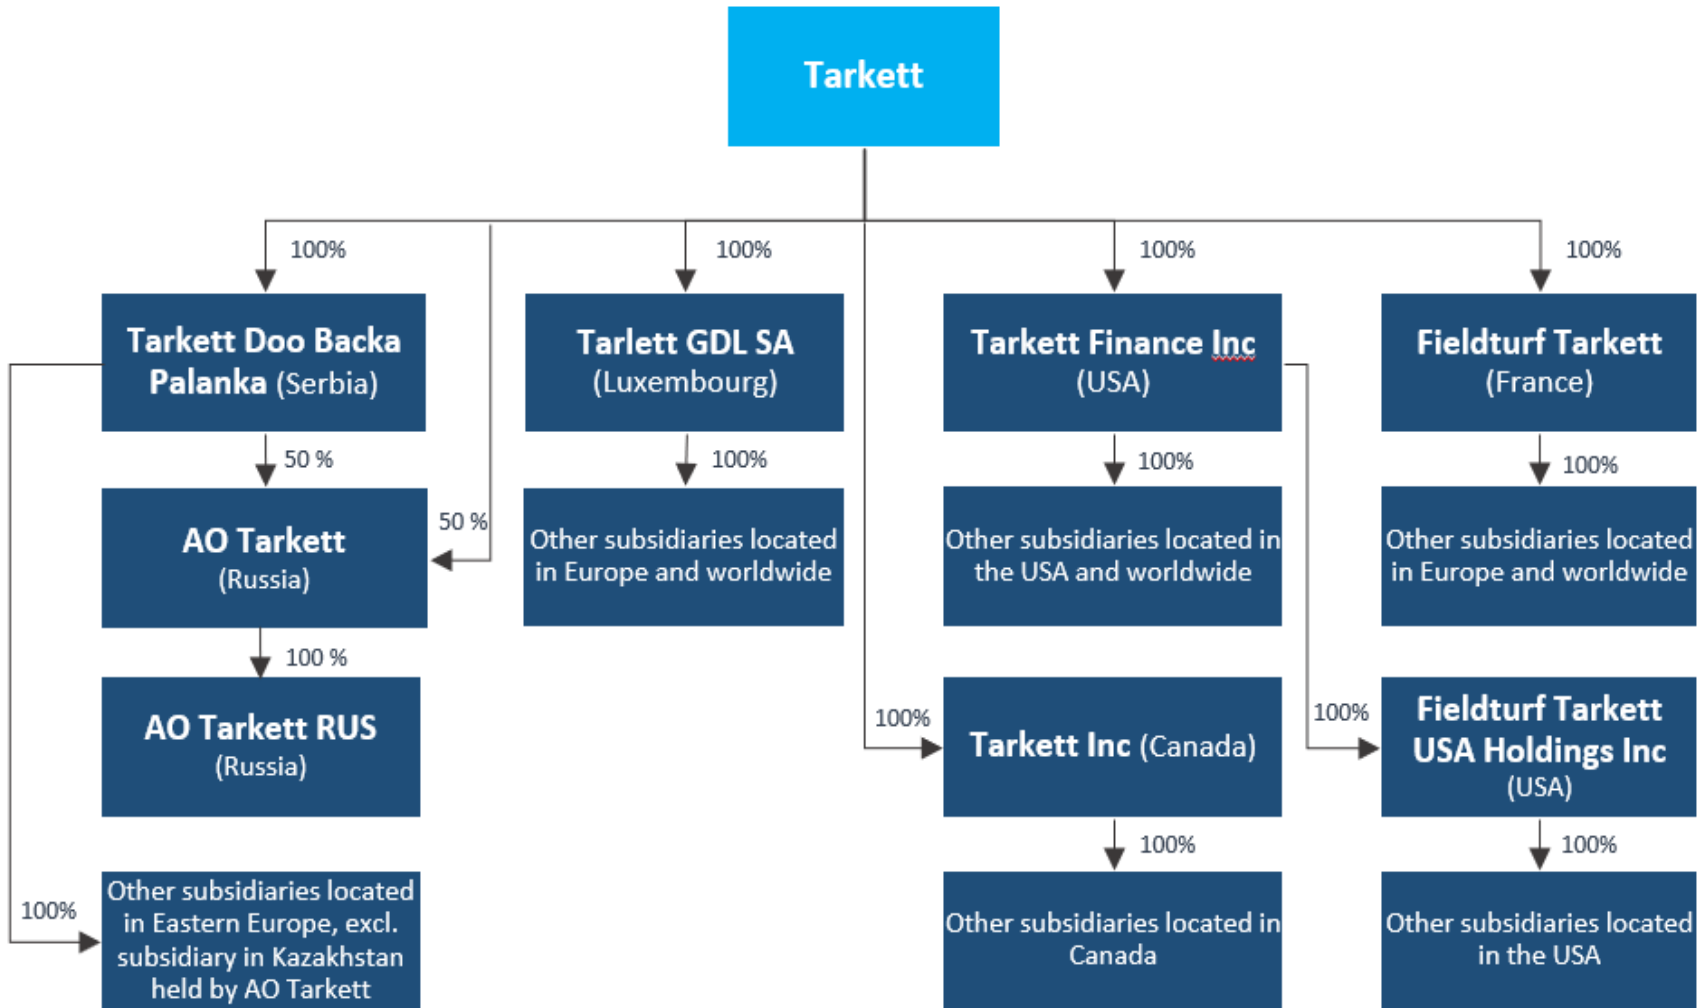 Tarkett
100%
100%
100%
100%
Tarkett Doo Backa
Palanka (Serbia)
Tarlett GDL SA
(Luxembourg)
Tarkett Finance Inc
(USA)
Fieldturf Tarkett
(France)
50 %
100%
100%
100%
AO Tarkett
(Russia)
50 %
Other subsidiaries located
in Europe and worldwide
Other subsidiaries located in
the USA and worldwide
Other subsidiaries located
in Europe and worldwide
100 %
AO Tarkett RUS
(Russia)
100%
Tarkett Inc (Canada)
100%
Fieldturf Tarkett
USA Holdings Inc
(USA)
100%
100%
100%
Other subsidiaries located
in Eastern Europe, excl.
subsidiary in Kazakhstan
held by AO Tarkett
Other subsidiaries located in
Canada
Other subsidiaries located
in the USA